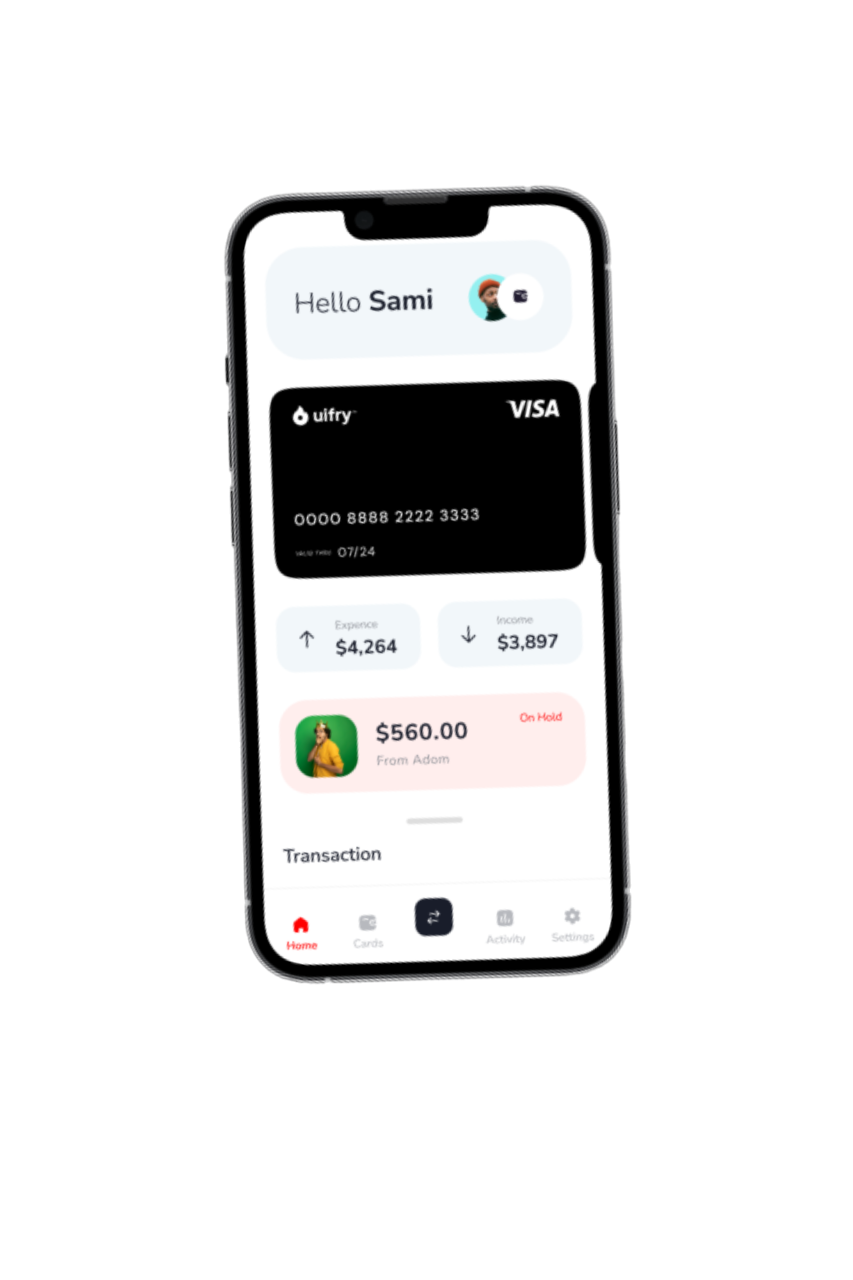 Hello Sami
uifry™
VISA
0000 8888 2222 3333
VALID THRU 07/24
Expence
$4,264
Income
$3,897
On Hold
$560.00
From Adom
Transaction
Home
Cards
Activity
Settings